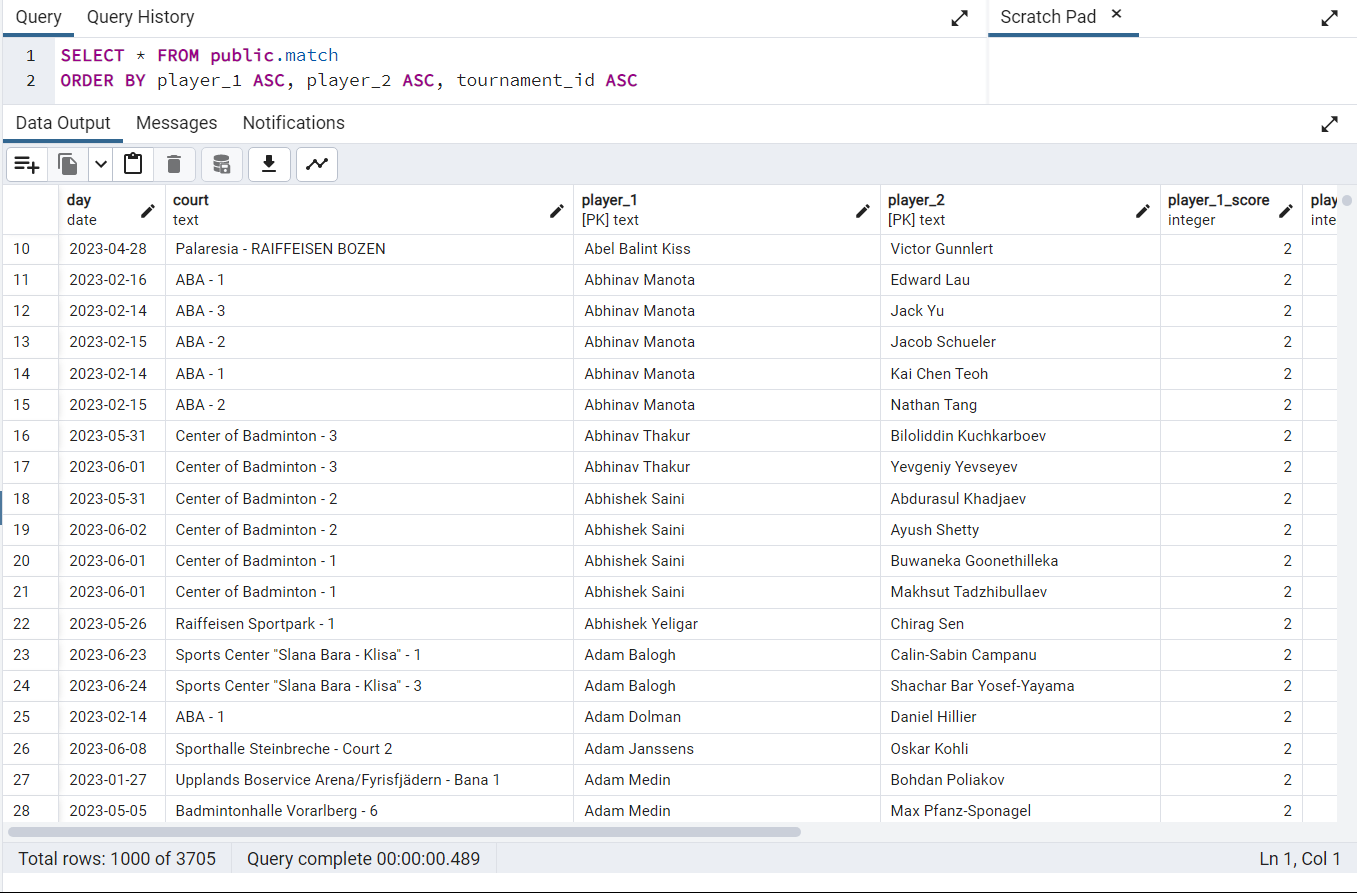 Query Query History Scratch Pad ×
1 SELECT * FROM public.match
2 ORDER BY player_1 ASC, player_2 ASC, tournament_id ASC
Data Output Messages Notifications
day court player_1 player_2 player_1_score play
date text [PK] text [PK] text integer inte
10 2023-04-28 Palaresia - RAIFFEISEN BOZEN Abel Balint Kiss Victor Gunnlert 2
11 2023-02-16 ABA - 1 Abhinav Manota Edward Lau 2
12 2023-02-14 ABA - 3 Abhinav Manota Jack Yu 2
13 2023-02-15 ABA - 2 Abhinav Manota Jacob Schueler 2
14 2023-02-14 ABA - 1 Abhinav Manota Kai Chen Teoh 2
15 2023-02-15 ABA - 2 Abhinav Manota Nathan Tang 2
16 2023-05-31 Center of Badminton - 3 Abhinav Thakur Biloliddin Kuchkarboev 2
17 2023-06-01 Center of Badminton - 3 Abhinav Thakur Yevgeniy Yevseyev 2
18 2023-05-31 Center of Badminton - 2 Abhishek Saini Abdurasul Khadjaev 2
19 2023-06-02 Center of Badminton - 2 Abhishek Saini Ayush Shetty 2
20 2023-06-01 Center of Badminton - 1 Abhishek Saini Buwaneka Goonethilleka 2
21 2023-06-01 Center of Badminton - 1 Abhishek Saini Makhsut Tadzhibullaev 2
22 2023-05-26 Raiffeisen Sportpark - 1 Abhishek Yeligar Chirag Sen 2
23 2023-06-23 Sports Center "Slana Bara - Klisa" - 1 Adam Balogh Calin-Sabin Campanu 2
24 2023-06-24 Sports Center "Slana Bara - Klisa" - 3 Adam Balogh Shachar Bar Yosef-Yayama 2
25 2023-02-14 ABA - 1 Adam Dolman Daniel Hillier 2
26 2023-06-08 Sporthalle Steinbreche - Court 2 Adam Janssens Oskar Kohli 2
27 2023-01-27 Upplands Boservice Arena/Fyrisfjädern - Bana 1 Adam Medin Bohdan Poliakov 2
28 2023-05-05 Badmintonhalle Vorarlberg - 6 Adam Medin Max Pfanz-Sponagel 2
Total rows: 1000 of 3705 Query complete 00:00:00.489 Ln 1, Col 1